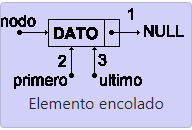 nodo
1
DATO
NULL
2
3
primero
ultimo
Elemento encolado